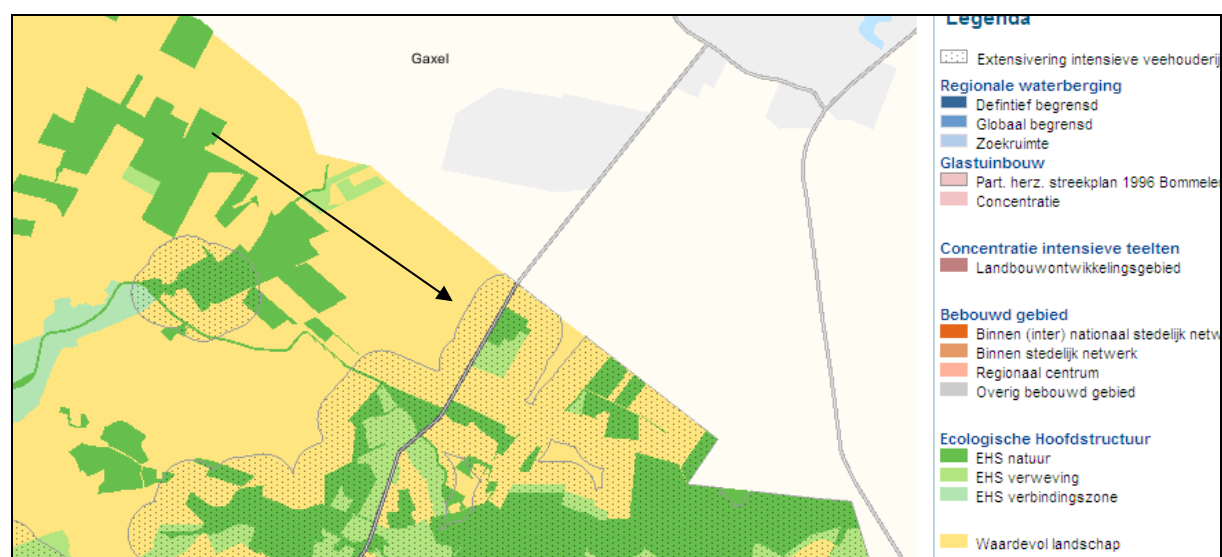 Gaxel
Legenda
Extensivering intensieve veehouderij
Regionale waterberging
Defintief begrensd
Globaal begrensd
Zoekruimte
Glastuinbouw
Part. herz. streekplan 1996 Bommeler
Concentratie
Concentratie intensieve teelten
Landbouwontwikkelingsgebied
Bebouwd gebied
Binnen (inter) nationaal stedelijk netw
Binnen stedelijk netwerk
Regionaal centrum
Overig bebouwd gebied
Ecologische Hoofdstructuur
EHS natuur
EHS verweving
EHS verbindingszone
Waardevol landschap